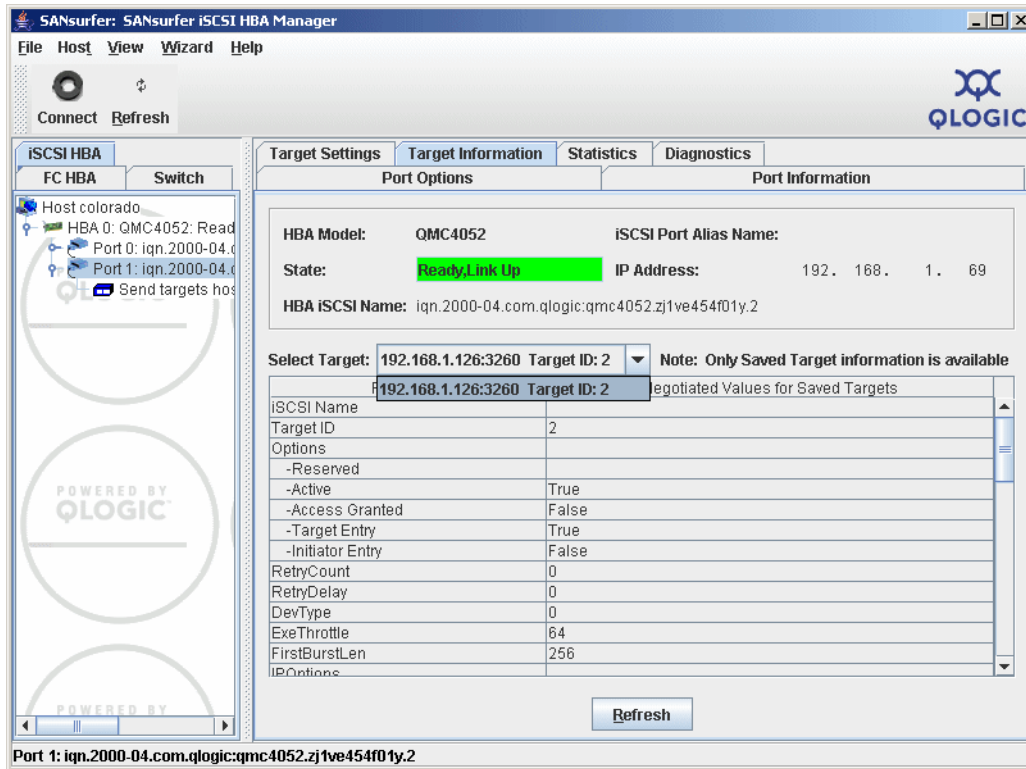 SANsurfer: SANsurfer iSCSI HBA Manager
File Host View Wizard Help
Connect Refresh
QLOGIC
iSCSI HBA
FC HBA Switch
Host colorado
HBA 0: QMC4052: Read
Port 0: iqn.2000-04.c
Port 1: iqn.2000-04.c
Send targets hos
POWERED BY
QLOGIC
POWERED BY
Target Settings Target Information Statistics Diagnostics
Port Options Port Information
HBA Model: QMC4052 iSCSI Port Alias Name:
State: Ready,Link Up IP Address: 192. 168. 1. 69
HBA iSCSI Name: iqn.2000-04.com.qlogic:qmc4052.zj1ve454f01y.2
Select Target: 192.168.1.126:3260 Target ID: 2 Note: Only Saved Target information is available
192.168.1.126:3260 Target ID: 2 Negotiated Values for Saved Targets
iSCSI Name
Target ID 2
Options
-Reserved
-Active True
-Access Granted False
-Target Entry True
-Initiator Entry False
RetryCount 0
RetryDelay 0
DevType 0
ExeThrottle 64
FirstBurstLen 256
IPOptions
Refresh
Port 1: iqn.2000-04.com.qlogic:qmc4052.zj1ve454f01y.2